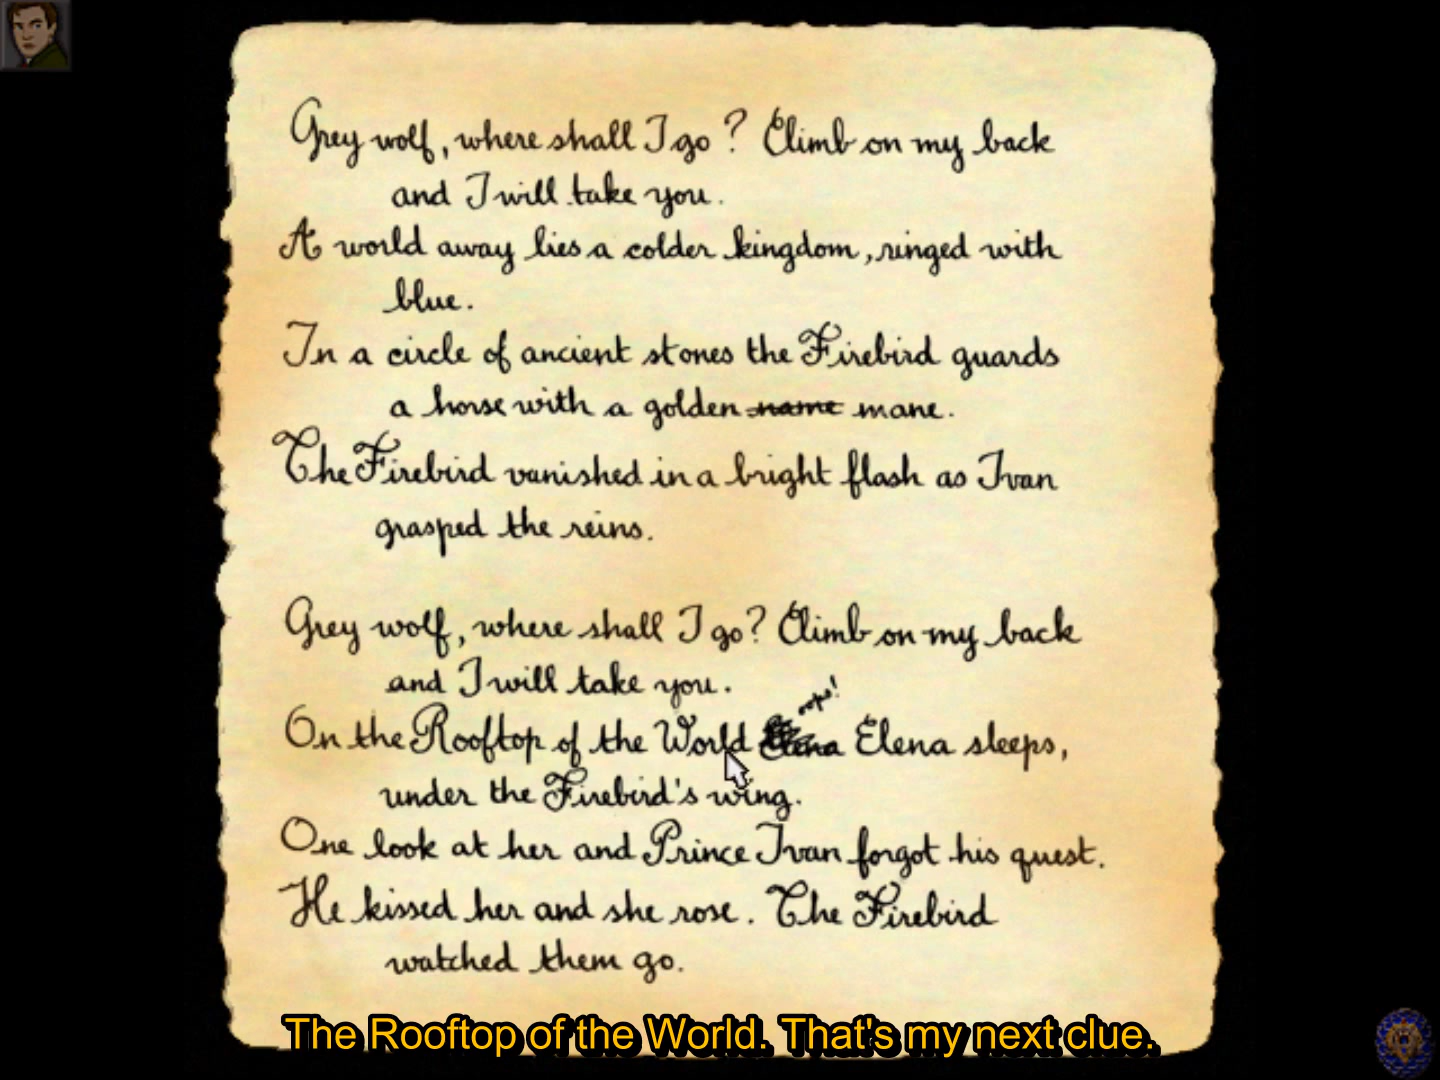 Grey wolf, where shall I go? Climb on my back
and I will take you.
A world away lies a colder kingdom, ringed with
blue.
In a circle of ancient stones the Firebird guards
a horse with a golden name mane.
The Firebird vanished in a bright flash as Ivan
grasped the reins.
Grey wolf, where shall I go? Climb on my back
and I will take you.
oops!
On the Rooftop of the World Elena Elena sleeps,
under the Firebird's wing.
One look at her and Prince Ivan forgot his quest.
He kissed her and she rose. The Firebird
watched them go.
The Rooftop of the World. That's my next clue.